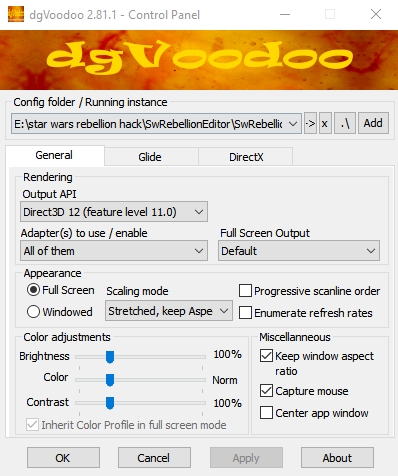 dgVoodoo 2.81.1 - Control Panel
dgVoodoo
Config folder / Running instance
E:\star wars rebellion hack\SwRebellionEditor\SwRebellic
-> x .\ Add
General Glide DirectX
Rendering
Output API
Direct3D 12 (feature level 11.0)
Adapter(s) to use / enable Full Screen Output
All of them Default
Appearance
Full Screen Scaling mode Progressive scanline order
Windowed Stretched, keep Aspe Enumerate refresh rates
Color adjustments Miscellaneous
Brightness 100% Keep window aspect
ratio
Color Norm Capture mouse
Contrast 100% Center app window
Inherit Color Profile in full screen mode
OK Cancel Apply About